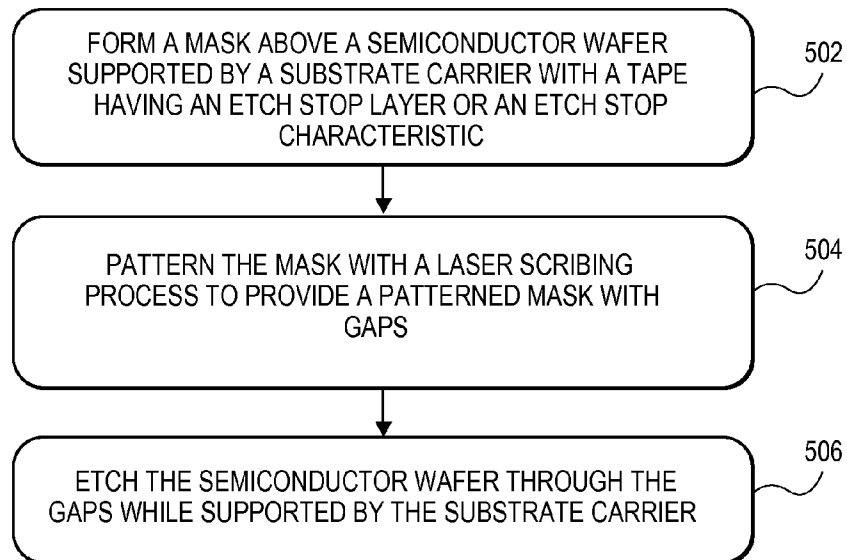 FORM A MASK ABOVE A SEMICONDUCTOR WAFER
SUPPORTED BY A SUBSTRATE CARRIER WITH A TAPE
HAVING AN ETCH STOP LAYER OR AN ETCH STOP
CHARACTERISTIC
502
PATTERN THE MASK WITH A LASER SCRIBING
PROCESS TO PROVIDE A PATTERNED MASK WITH
GAPS
504
ETCH THE SEMICONDUCTOR WAFER THROUGH THE
GAPS WHILE SUPPORTED BY THE SUBSTRATE CARRIER
506